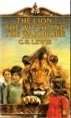 THE LION,
THE WITCH AND
THE WARDROBE
C.S. LEWIS